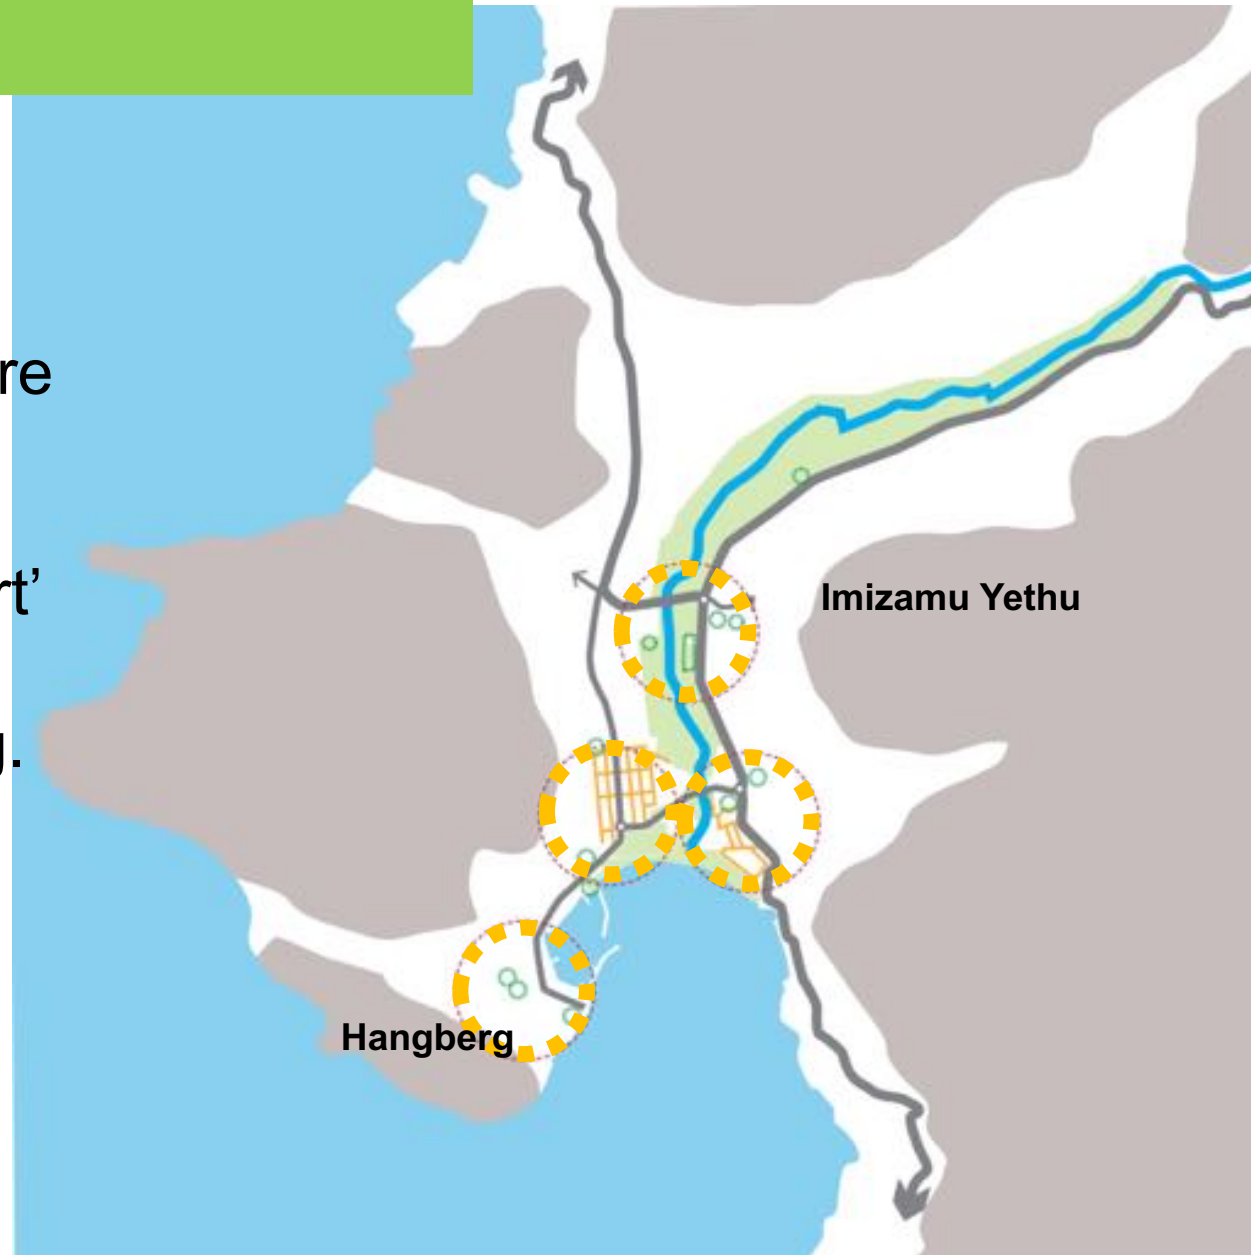 re
rt’
g.
Imizamu Yethu
Hangberg